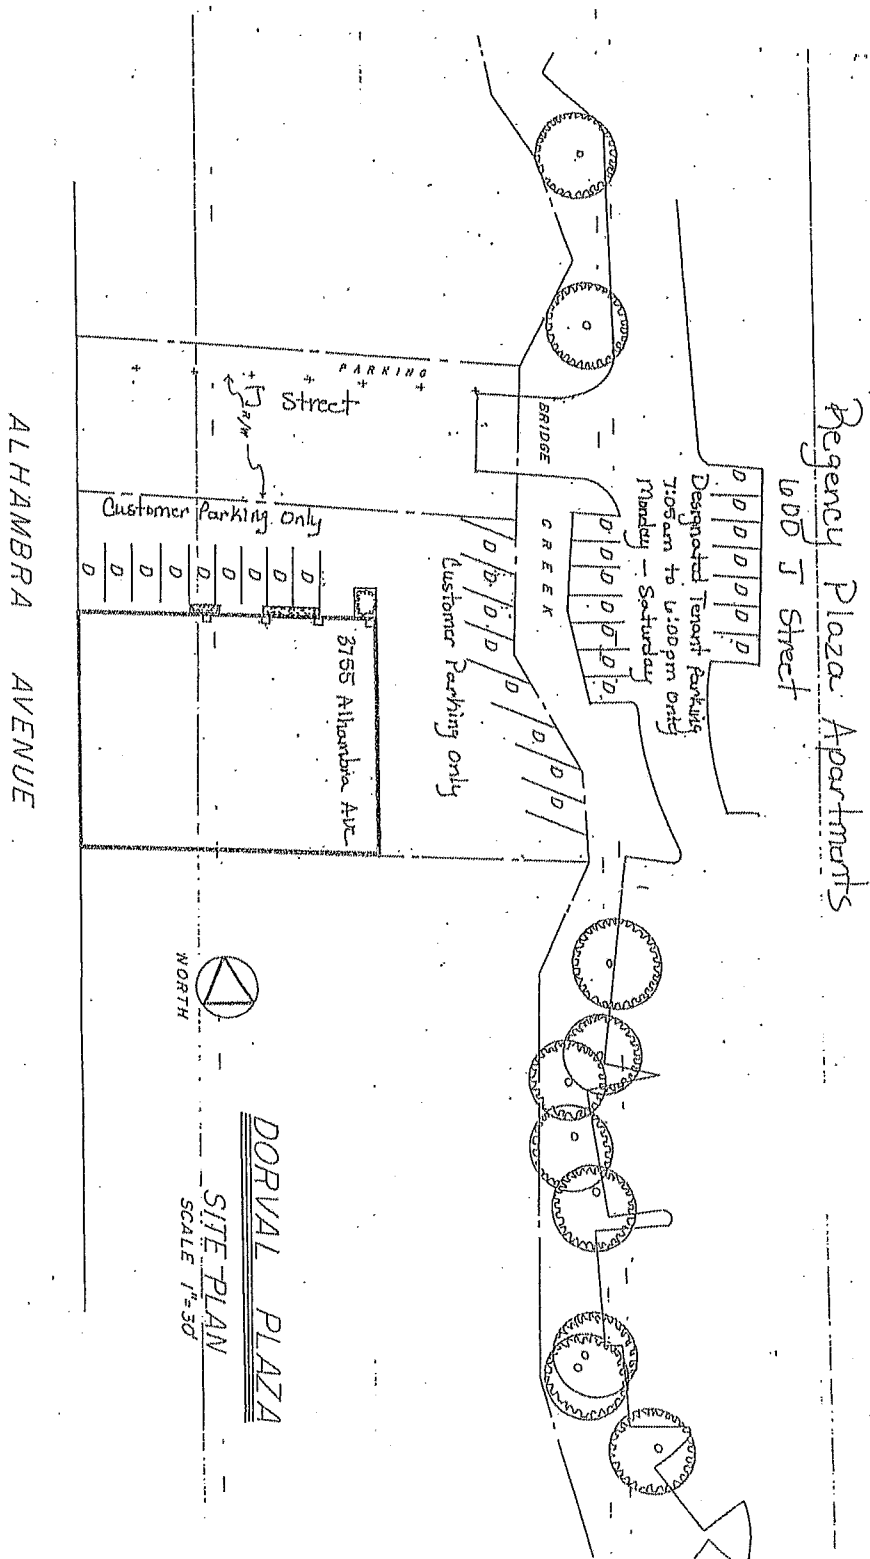 Regency Plaza Apartments
600 J Street
D D D D D D D
Designated Tenant Parking
7:05am to 6:00pm Only
Monday - Saturday
D D D D D D D
BRIDGE
CREEK
D D D D D D D D
Customer Parking Only
PARKING
Street
R/W
Customer Parking Only
D D D D D D D D D
3755 Alhambra Ave
NORTH
DORVAL PLAZA
SITE PLAN
SCALE 1"=30'
ALHAMBRA AVENUE